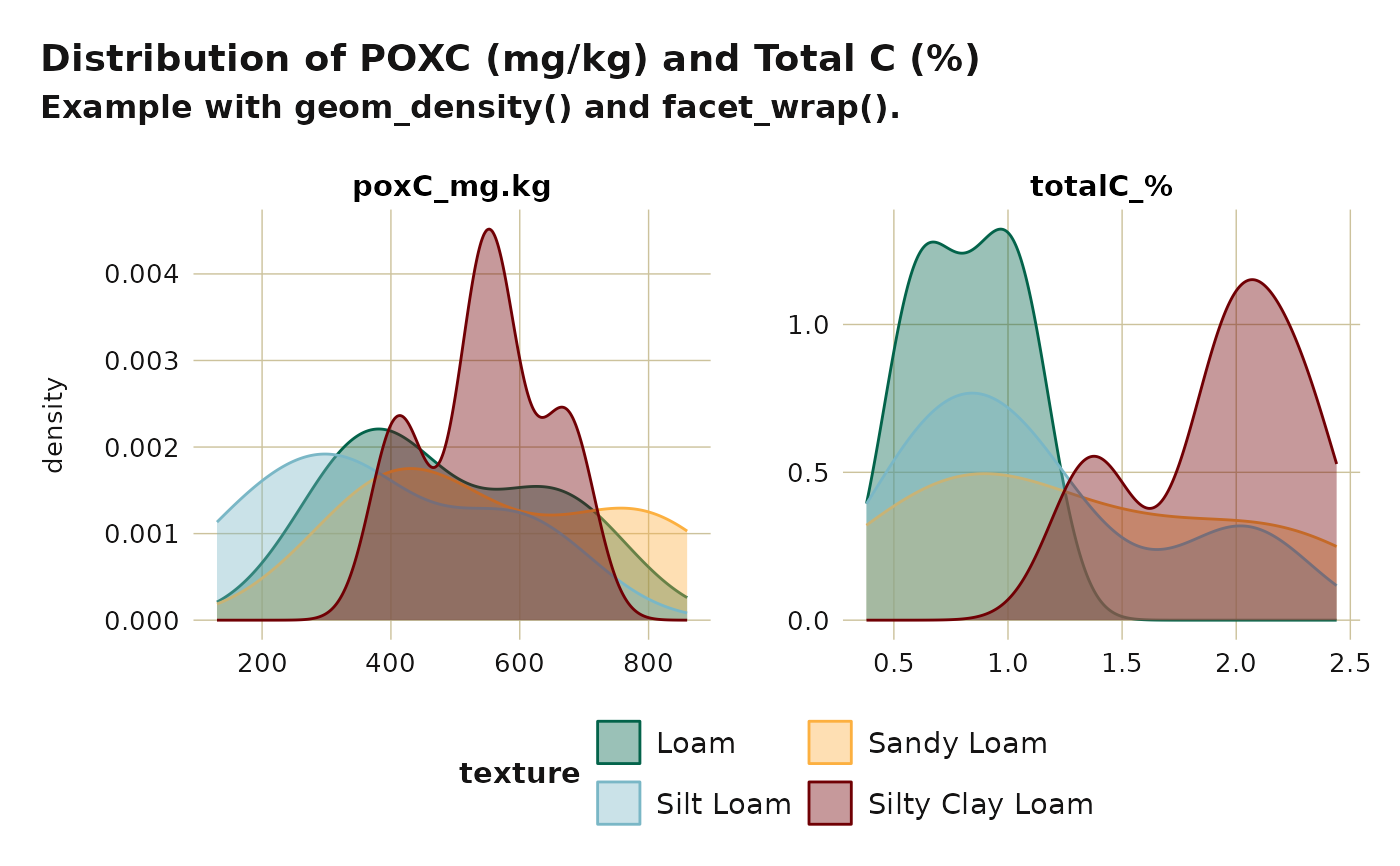 Distribution of POXC (mg/kg) and Total C (%)
Example with geom_density() and facet_wrap().
poxC_mg.kg
totalC_%
density
0.004
0.003
0.002
0.001
0.000
200 400 600 800
1.0
0.5
0.0
0.5 1.0 1.5 2.0 2.5
texture
Loam
Sandy Loam
Silt Loam
Silty Clay Loam